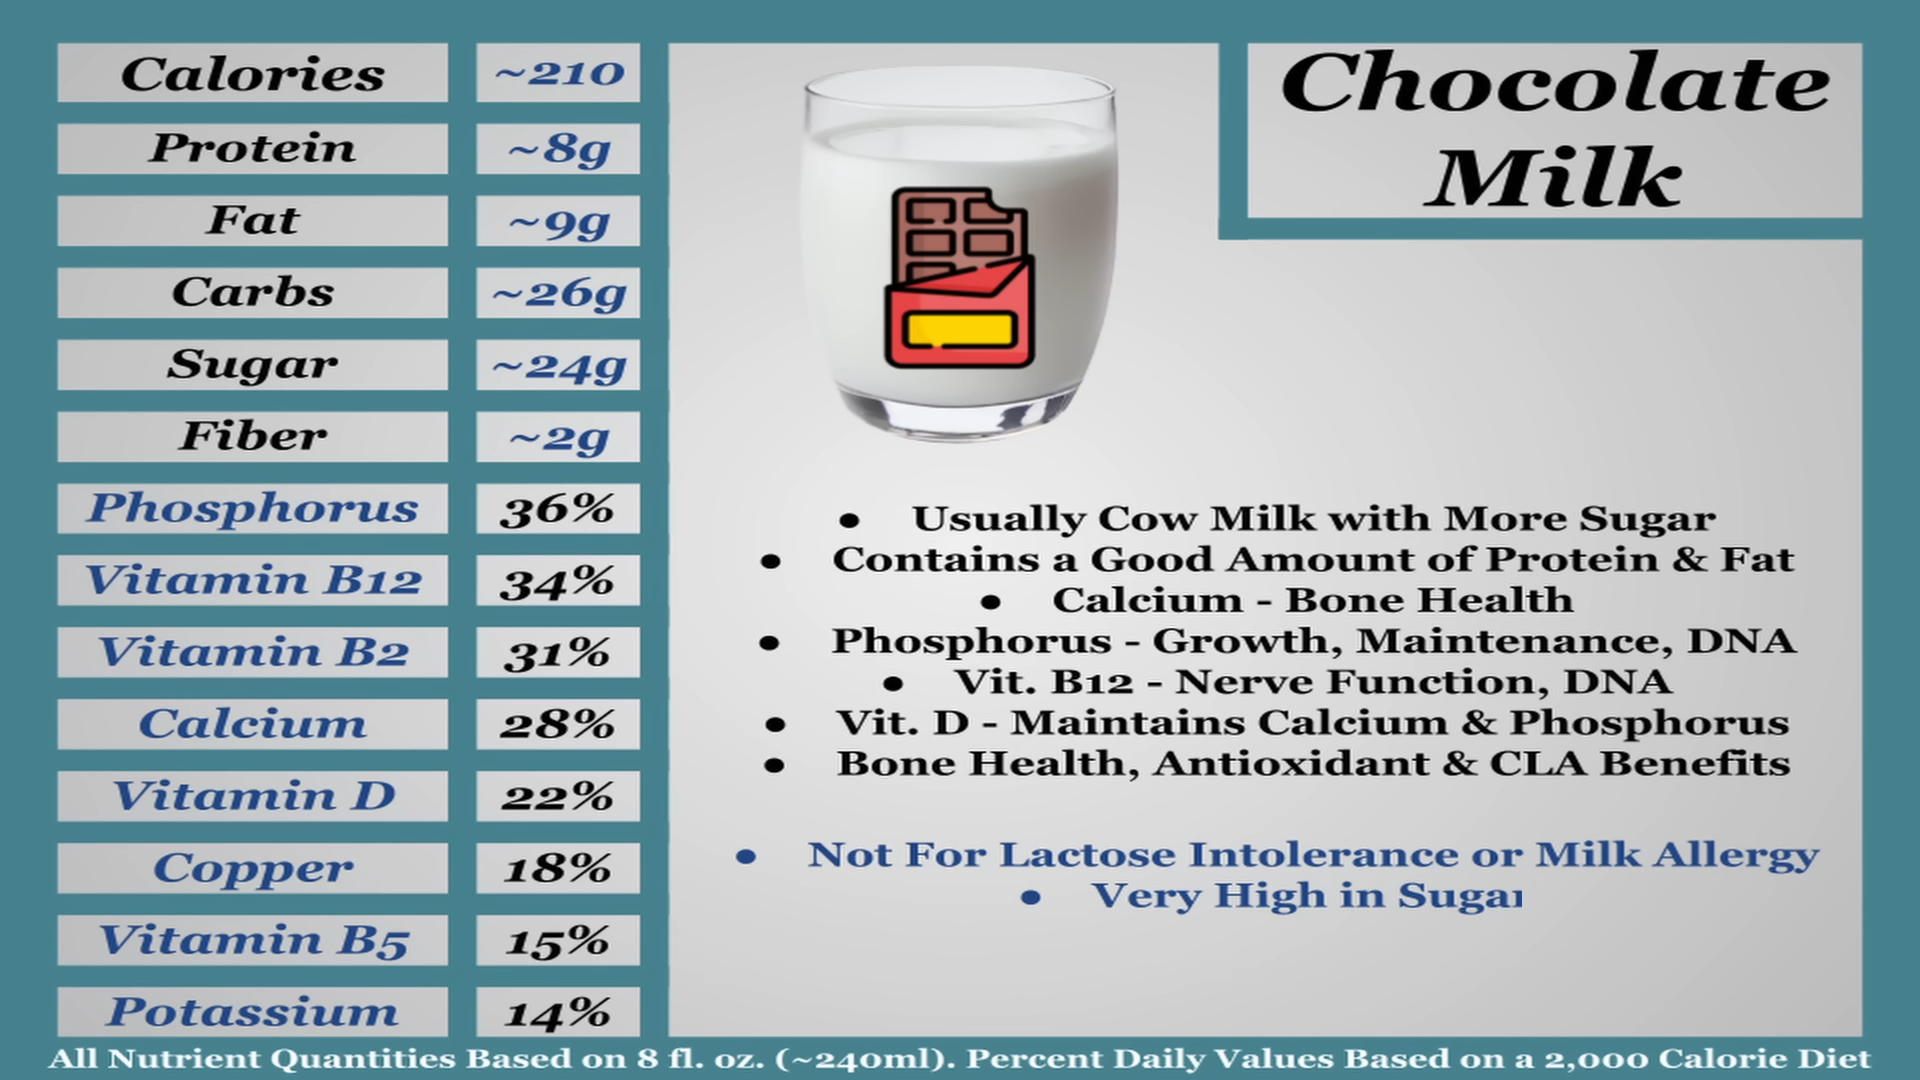 Chocolate
Milk
Calories ~210
Protein ~8g
Fat ~9g
Carbs ~26g
Sugar ~24g
Fiber ~2g
Phosphorus 36%
Vitamin B12 34%
Vitamin B2 31%
Calcium 28%
Vitamin D 22%
Copper 18%
Vitamin B5 15%
Potassium 14%
● Usually Cow Milk with More Sugar
● Contains a Good Amount of Protein & Fat
● Calcium - Bone Health
● Phosphorus - Growth, Maintenance, DNA
● Vit. B12 - Nerve Function, DNA
● Vit. D - Maintains Calcium & Phosphorus
● Bone Health, Antioxidant & CLA Benefits
● Not For Lactose Intolerance or Milk Allergy
● Very High in Sugar
All Nutrient Quantities Based on 8 fl. oz. (~240ml). Percent Daily Values Based on a 2,000 Calorie Diet